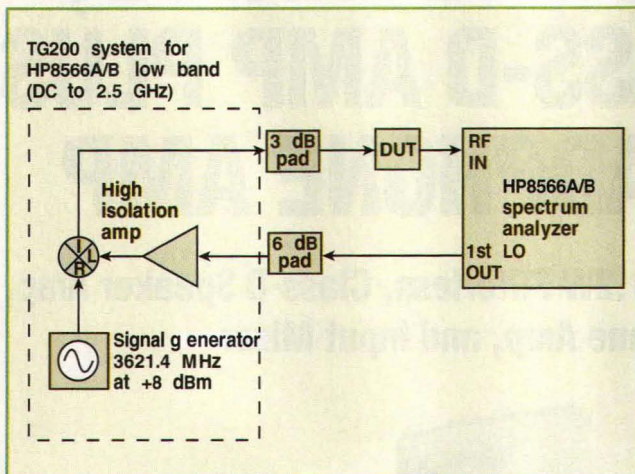 TG200 system for
HP8566A/B low band
(DC to 2.5 GHz)
3 dB
pad
DUT
RF
IN
HP8566A/B
spectrum
analyzer
1st LO
OUT
High
isolation
amp
6 dB
pad
I
L
R
Signal g enerator
3621.4 MHz
at +8 dBm